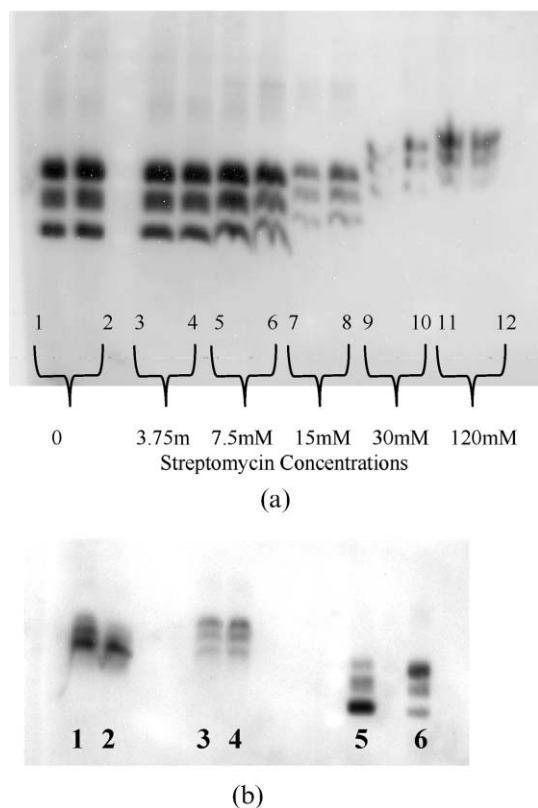 1 2 3 4 5 6 7 8 9 10 11 12
0 3.75m 7.5mM 15mM 30mM 120mM
Streptomycin Concentrations
(a)
1 2 3 4 5 6
(b)